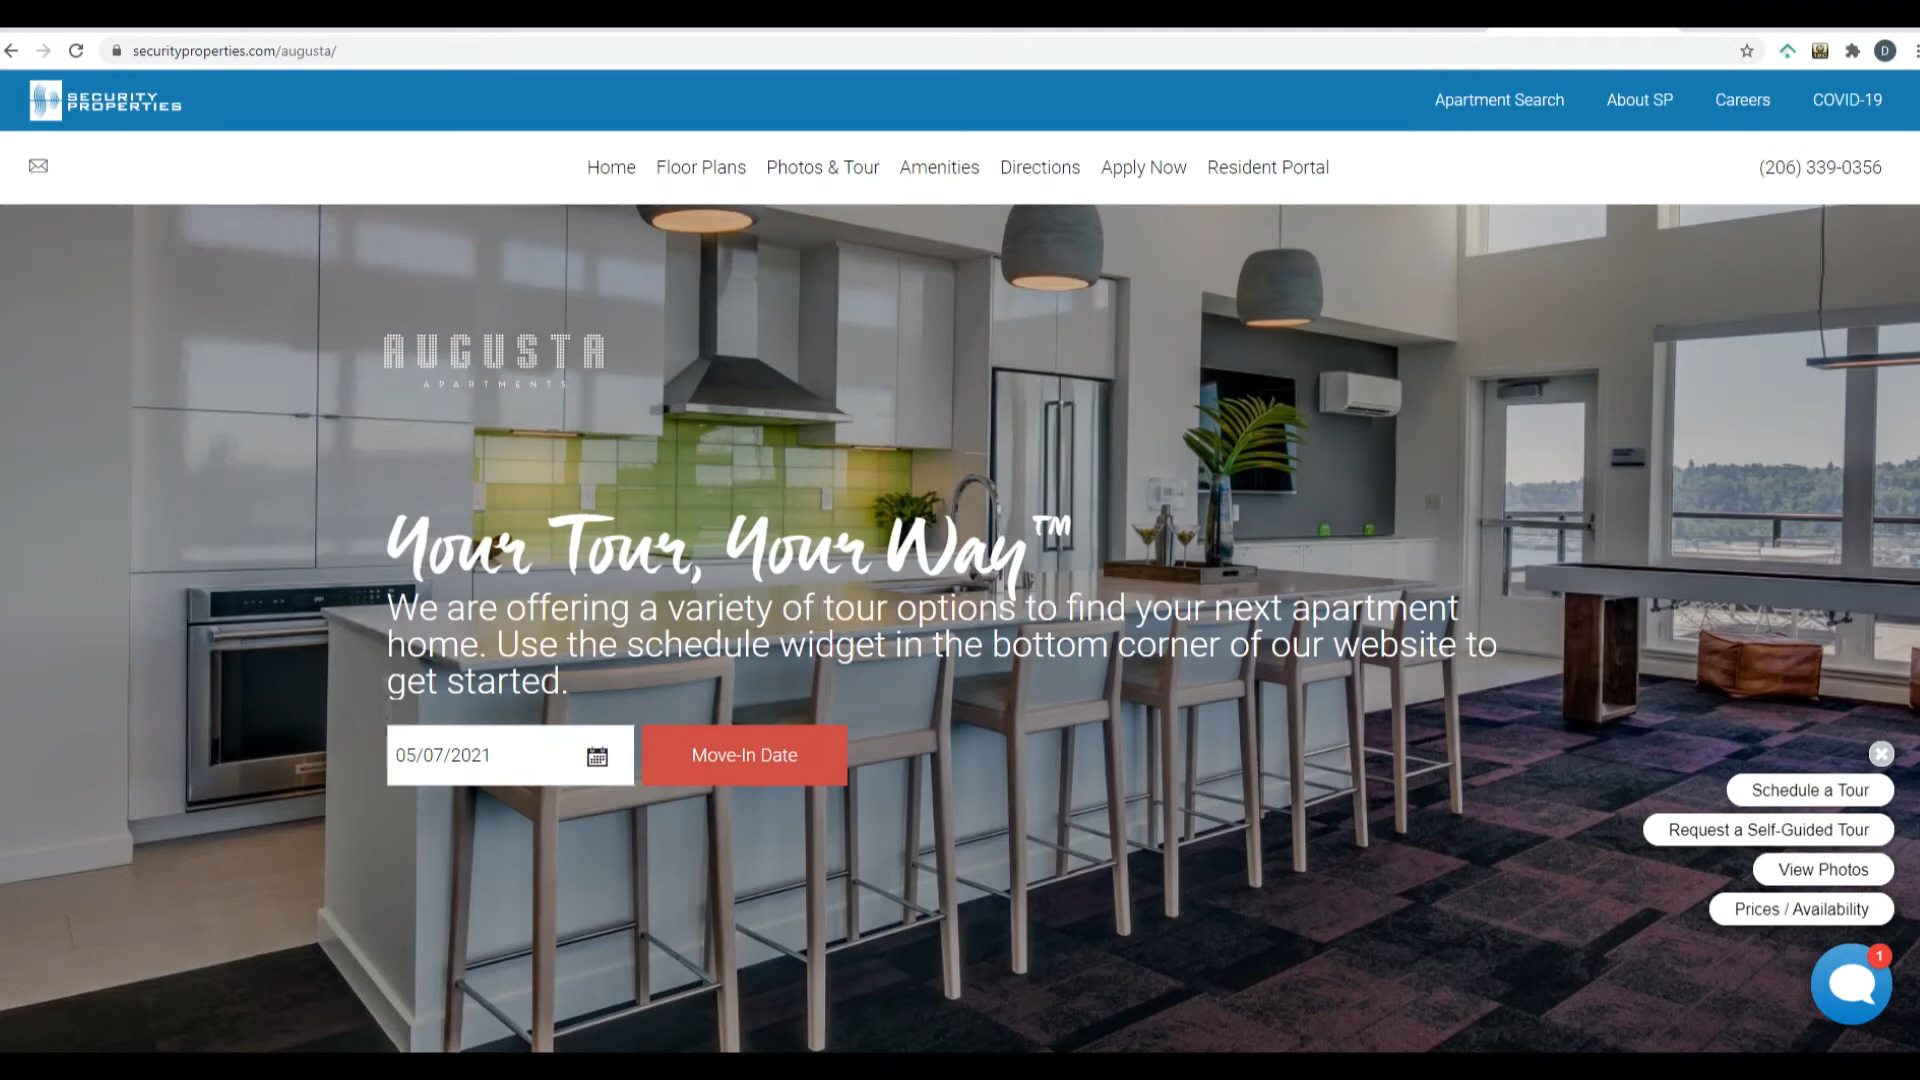 securityproperties.com/augusta/
D
SECURITY
PROPERTIES
Apartment Search
About SP
Careers
COVID-19
Home
Floor Plans
Photos & Tour
Amenities
Directions
Apply Now
Resident Portal
(206) 339-0356
AUGUSTA
APARTMENTS
Your Tour, Your Way™
We are offering a variety of tour options to find your next apartment
home. Use the schedule widget in the bottom corner of our website to
get started.
05/07/2021
Move-In Date
Schedule a Tour
Request a Self-Guided Tour
View Photos
Prices / Availability
1